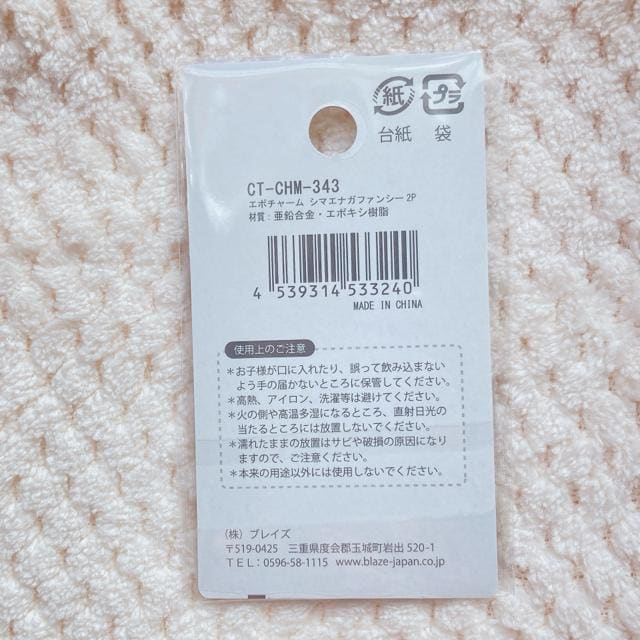 紙 プラ
台紙 袋
CT-CHM-343
エポチャーム シマエナガファンシー 2P
材質：亜鉛合金・エポキシ樹脂
4 539314 533240
MADE IN CHINA
使用上のご注意
＊お子様が口に入れたり、誤って飲み込まない
よう手の届かないところに保管してください。
＊高熱、アイロン、洗濯等は避けてください。
＊火の側や高温多湿になるところ、直射日光の
当たるところには放置しないでください。
＊濡れたままの放置はサビや破損の原因になり
ますので、ご注意ください。
＊本来の用途以外には使用しないでください。
（株）ブレイズ
〒519-0425 三重県度会郡玉城町岩出 520-1
ＴＥＬ：0596-58-1115 www.blaze-japan.co.jp